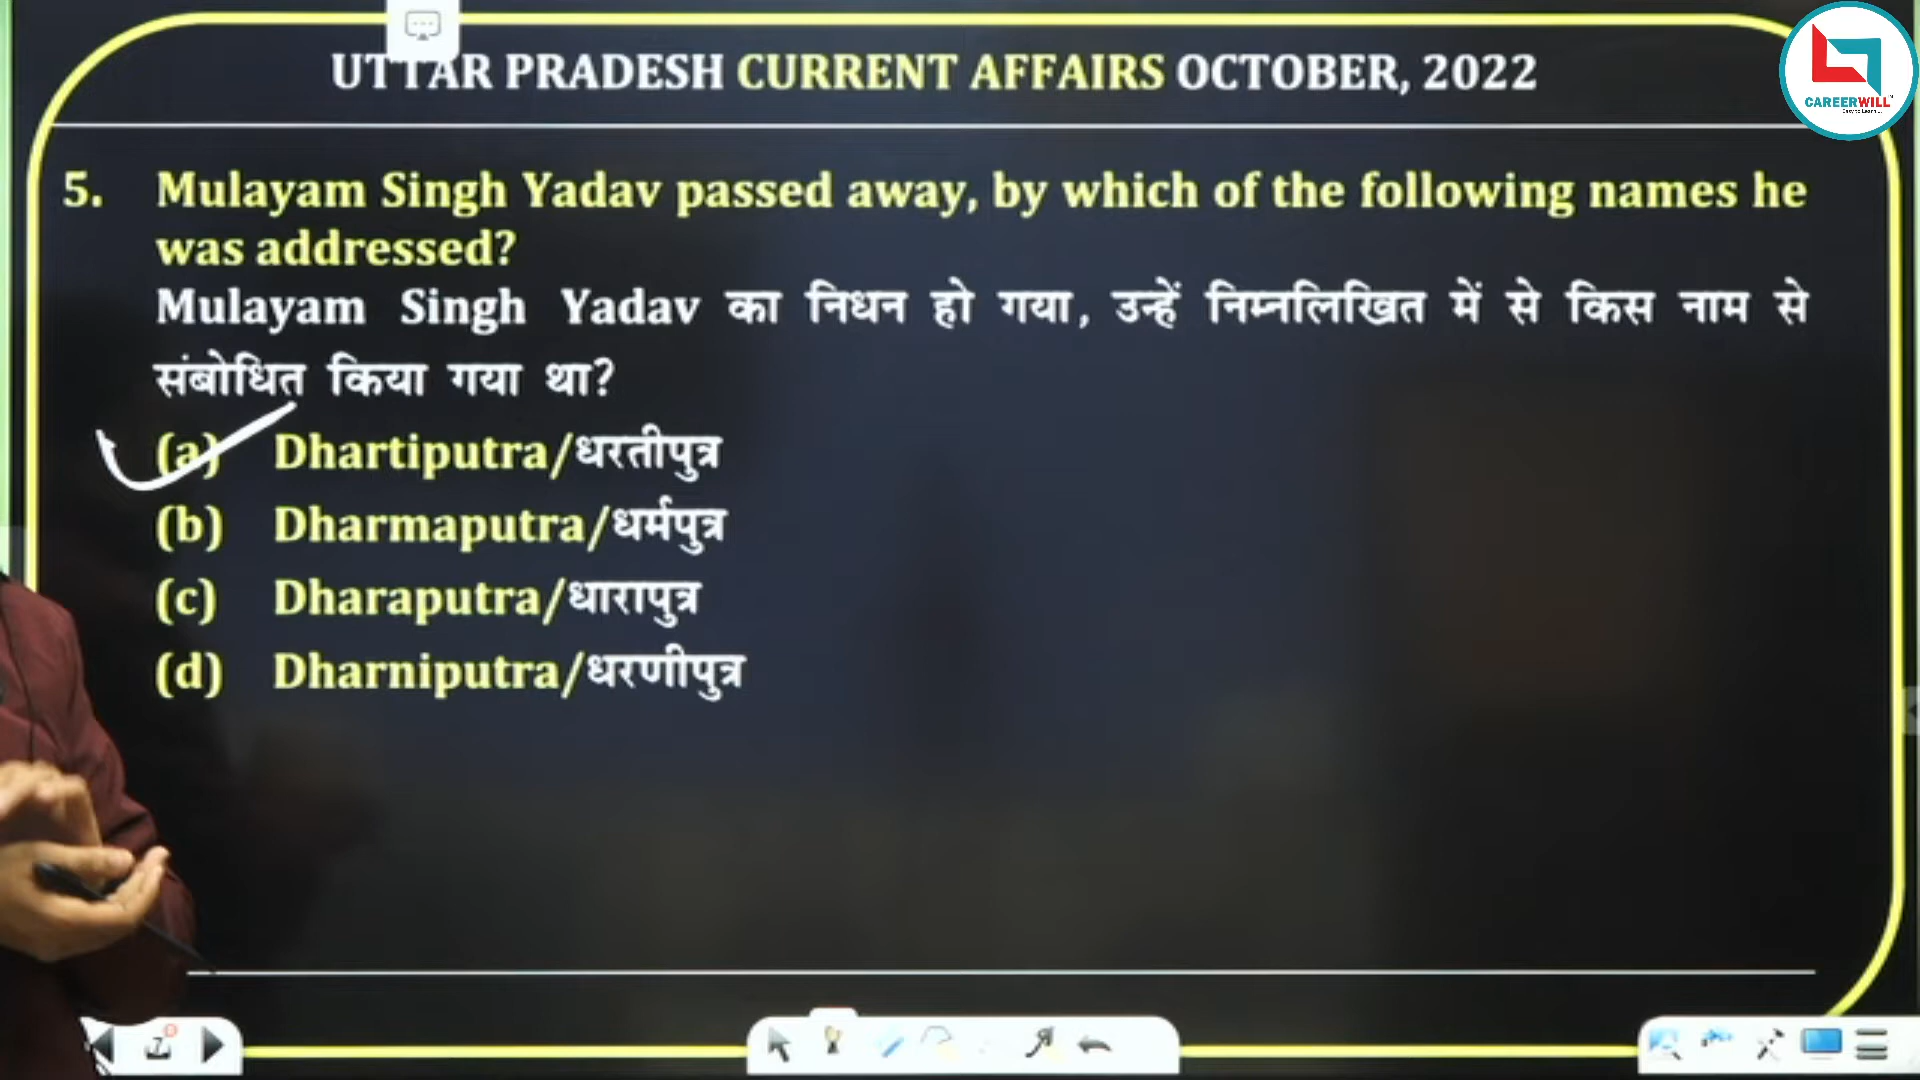 UTTAR PRADESH CURRENT AFFAIRS OCTOBER, 2022
CAREERWILL
5. Mulayam Singh Yadav passed away, by which of the following names he
was addressed?
Mulayam Singh Yadav का निधन हो गया, उन्हें निम्नलिखित में से किस नाम से
संबोधित किया गया था?
(a) Dhartiputra/धरतीपुत्र
(b) Dharmaputra/धर्मपुत्र
(c) Dharaputra/धारापुत्र
(d) Dharniputra/धरणीपुत्र
7